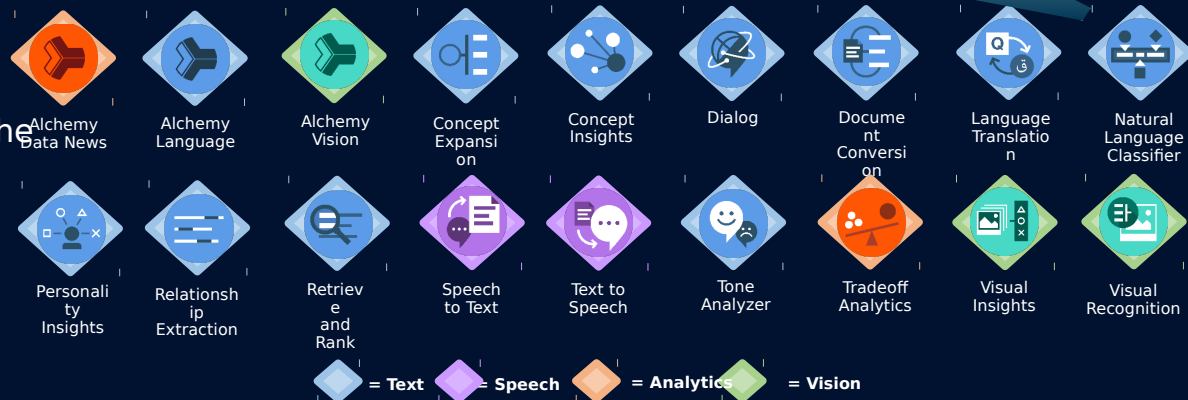 he
Alchemy
Data News
Alchemy
Language
Alchemy
Vision
Concept
Expansi
on
Concept
Insights
Dialog
Docume
nt
Conversi
on
Q
Language
Translatio
n
Natural
Language
Classifier
Personali
ty
Insights
Relationsh
ip
Extraction
Retriev
e
and
Rank
Speech
to Text
Text to
Speech
Tone
Analyzer
Tradeoff
Analytics
Visual
Insights
Visual
Recognition
= Text
= Speech
= Analytics
= Vision